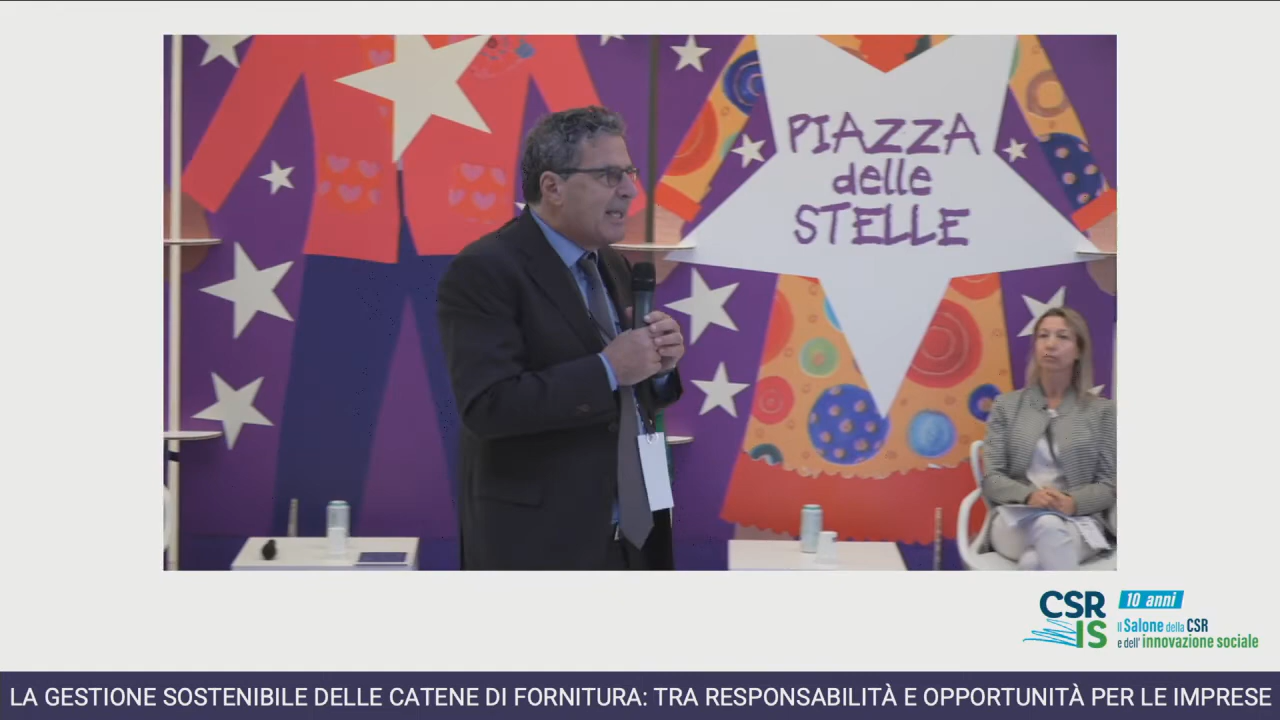 PIAZZA
delle
STELLE
CSR
IS
10 anni
Il Salone della CSR
e dell'innovazione sociale
LA GESTIONE SOSTENIBILE DELLE CATENE DI FORNITURA: TRA RESPONSABILITÀ E OPPORTUNITÀ PER LE IMPRESE